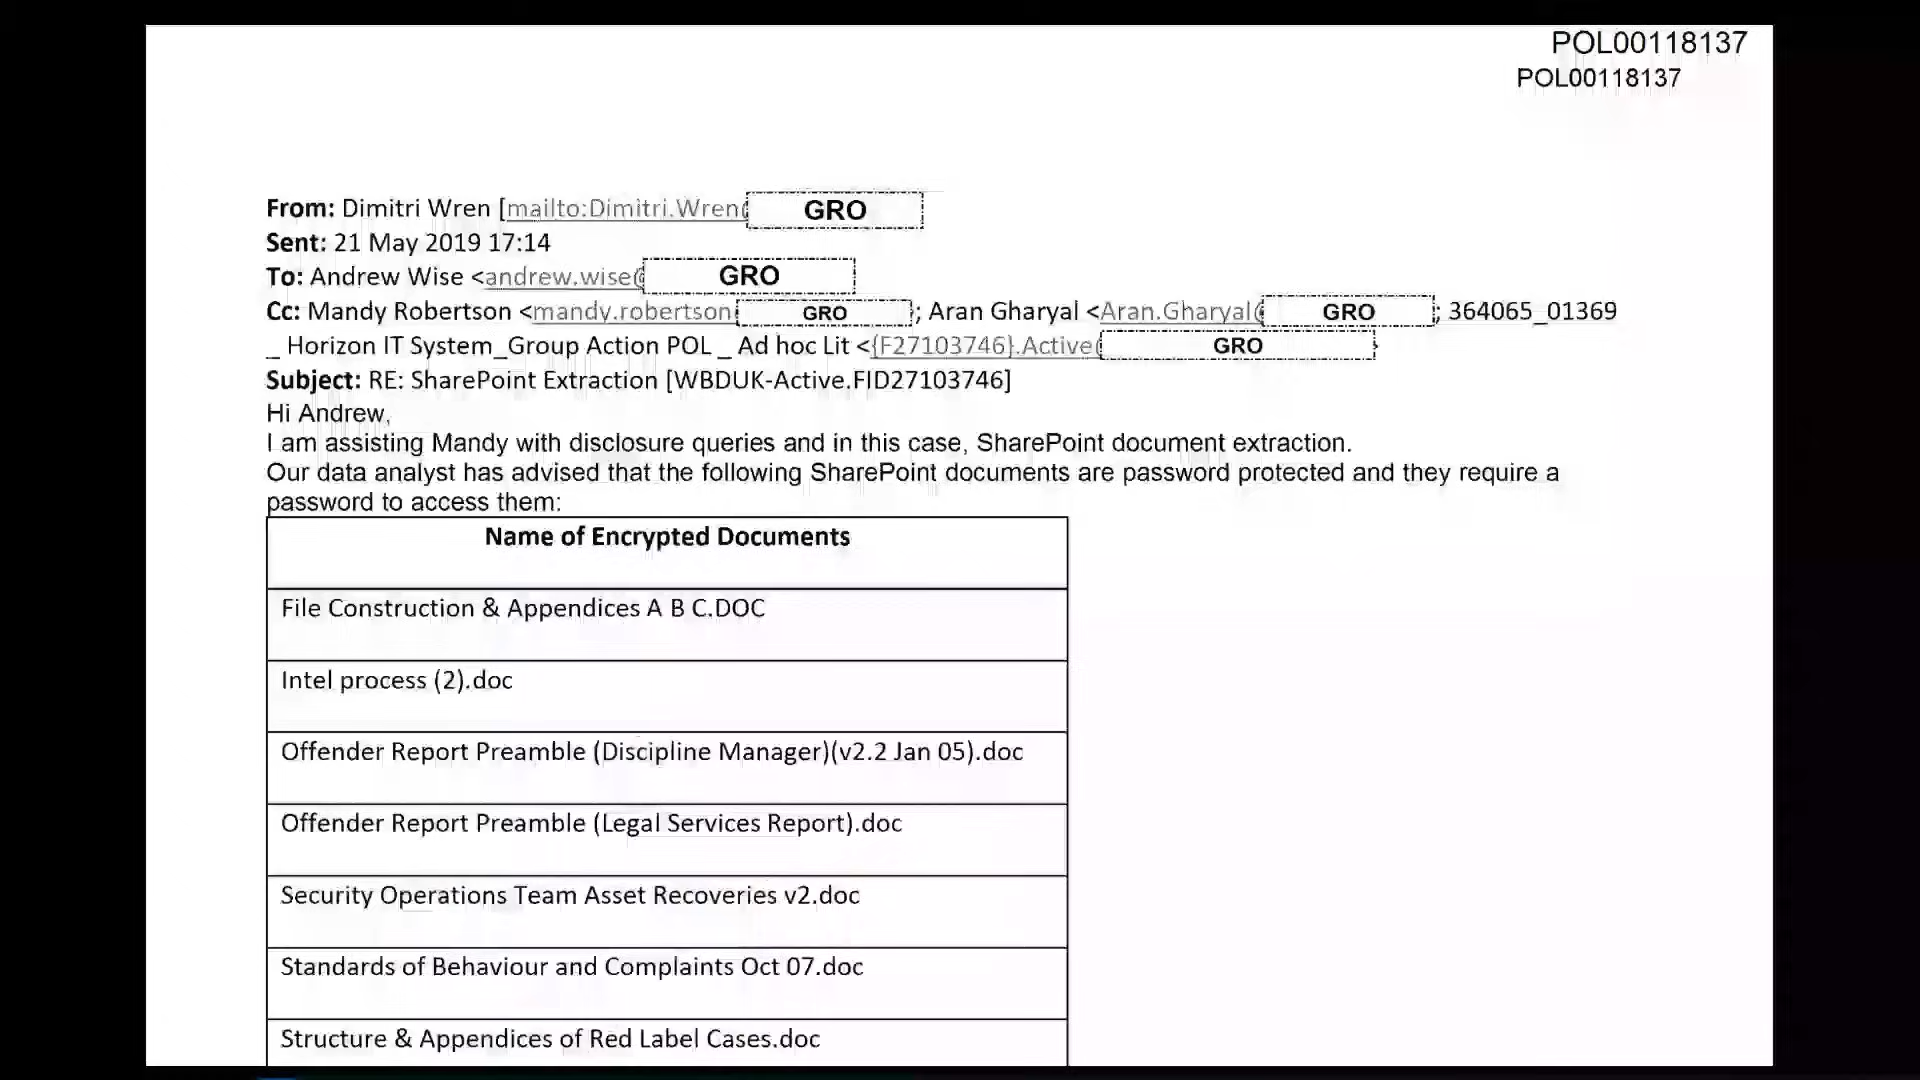 POL00118137
POL00118137
From: Dimitri Wren [mailto:Dimitri.Wren@ GRO
Sent: 21 May 2019 17:14
To: Andrew Wise <andrew.wise@ GRO
Cc: Mandy Robertson <mandy.robertson GRO ; Aran Gharyal <Aran.Gharyal@ GRO ; 364065_01369
_ Horizon IT System_Group Action POL _ Ad hoc Lit <{F27103746}.Active@ GRO
Subject: RE: SharePoint Extraction [WBDUK-Active.FID27103746]
Hi Andrew,
I am assisting Mandy with disclosure queries and in this case, SharePoint document extraction.
Our data analyst has advised that the following SharePoint documents are password protected and they require a
password to access them:
Name of Encrypted Documents
File Construction & Appendices A B C.DOC
Intel process (2).doc
Offender Report Preamble (Discipline Manager)(v2.2 Jan 05).doc
Offender Report Preamble (Legal Services Report).doc
Security Operations Team Asset Recoveries v2.doc
Standards of Behaviour and Complaints Oct 07.doc
Structure & Appendices of Red Label Cases.doc